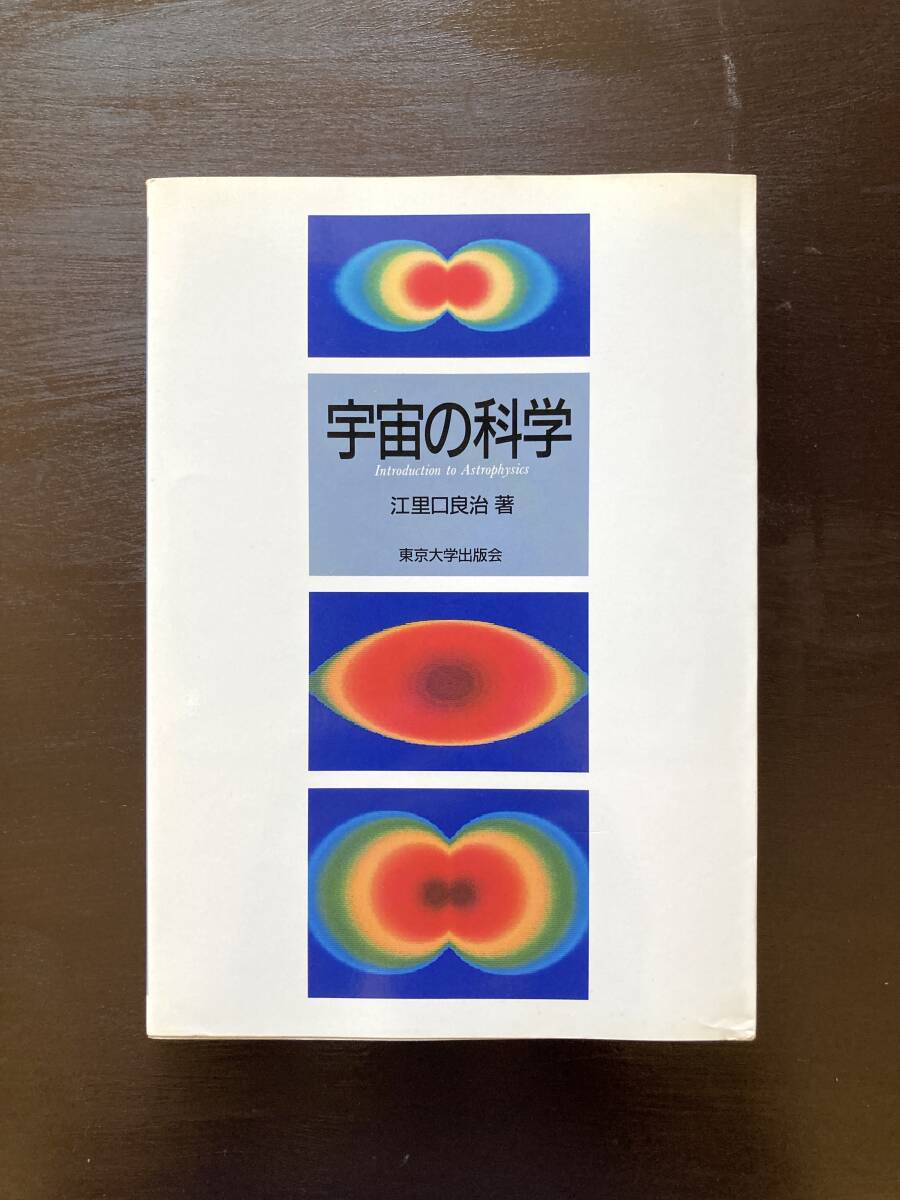 宇宙の科学
Introduction to Astrophysics
江里口良治 著
東京大学出版会